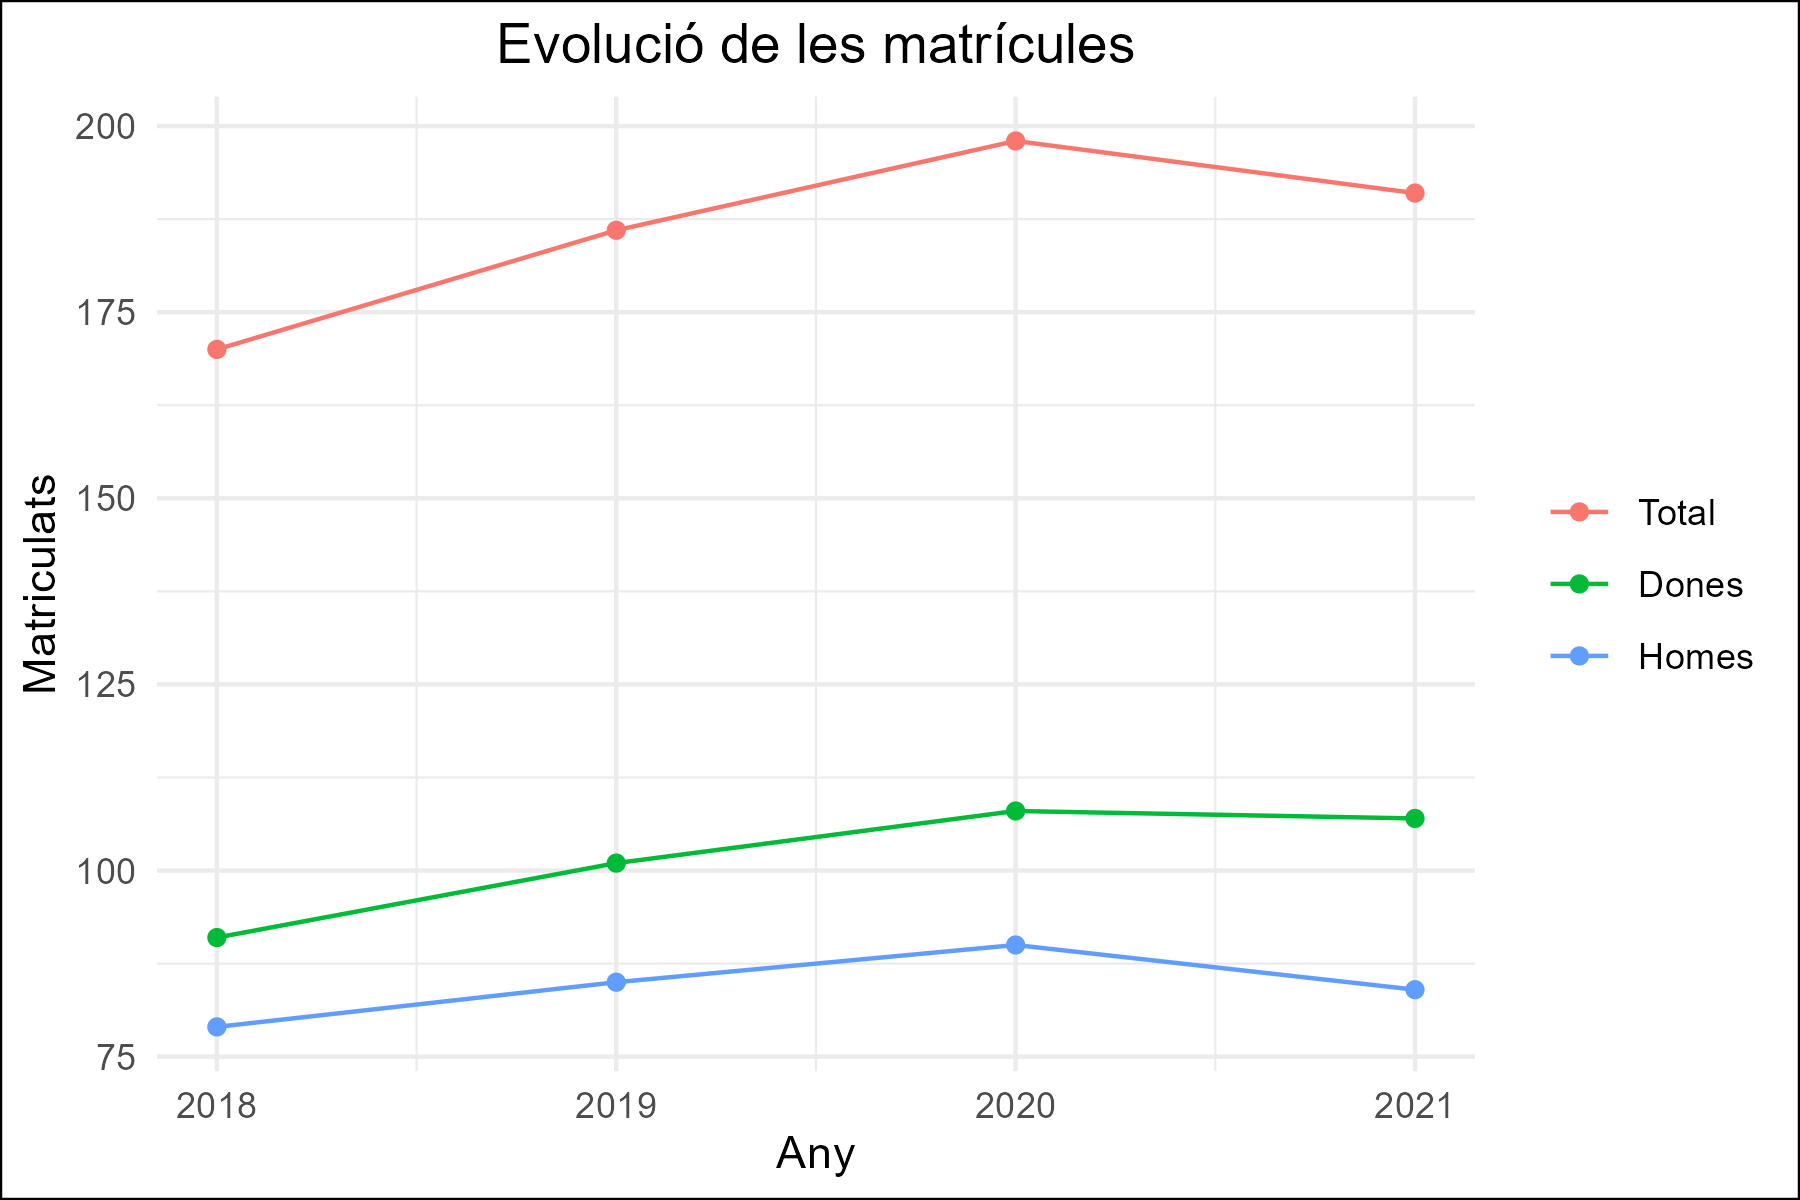 Evolució de les matrícules
Matriculats
200
175
150
125
100
75
2018 2019 2020 2021
Any
Total
Dones
Homes